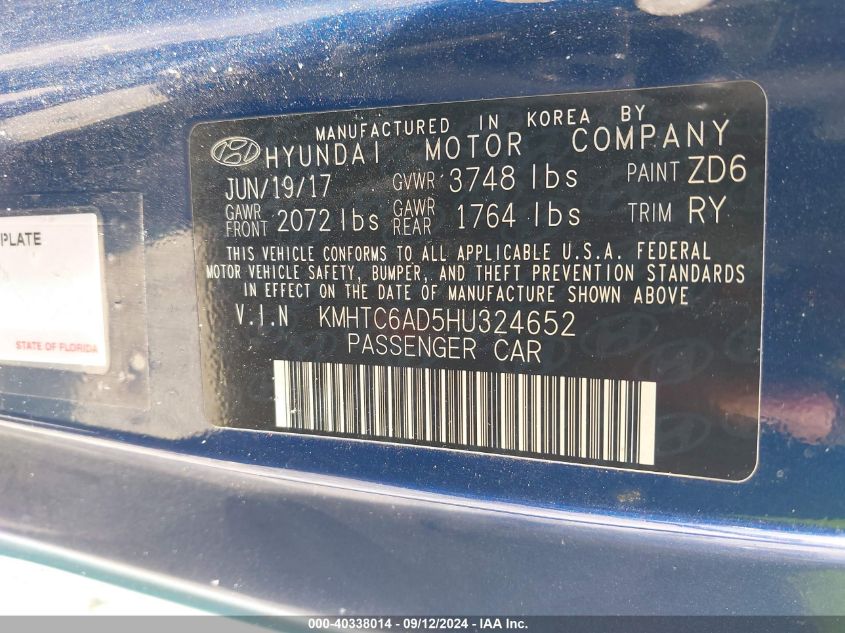 MANUFACTURED IN KOREA BY
HYUNDAI MOTOR COMPANY
JUN/19/17 GVWR 3748 lbs PAINT ZD6
GAWR FRONT 2072 lbs GAWR REAR 1764 lbs TRIM RY
THIS VEHICLE CONFORMS TO ALL APPLICABLE U.S.A. FEDERAL
MOTOR VEHICLE SAFETY, BUMPER, AND THEFT PREVENTION STANDARDS
IN EFFECT ON THE DATE OF MANUFACTURE SHOWN ABOVE
V.I.N KMHTC6AD5HU324652
PASSENGER CAR
PLATE
STATE OF FLORIDA
000-40338014 - 09/12/2024 - IAA Inc.